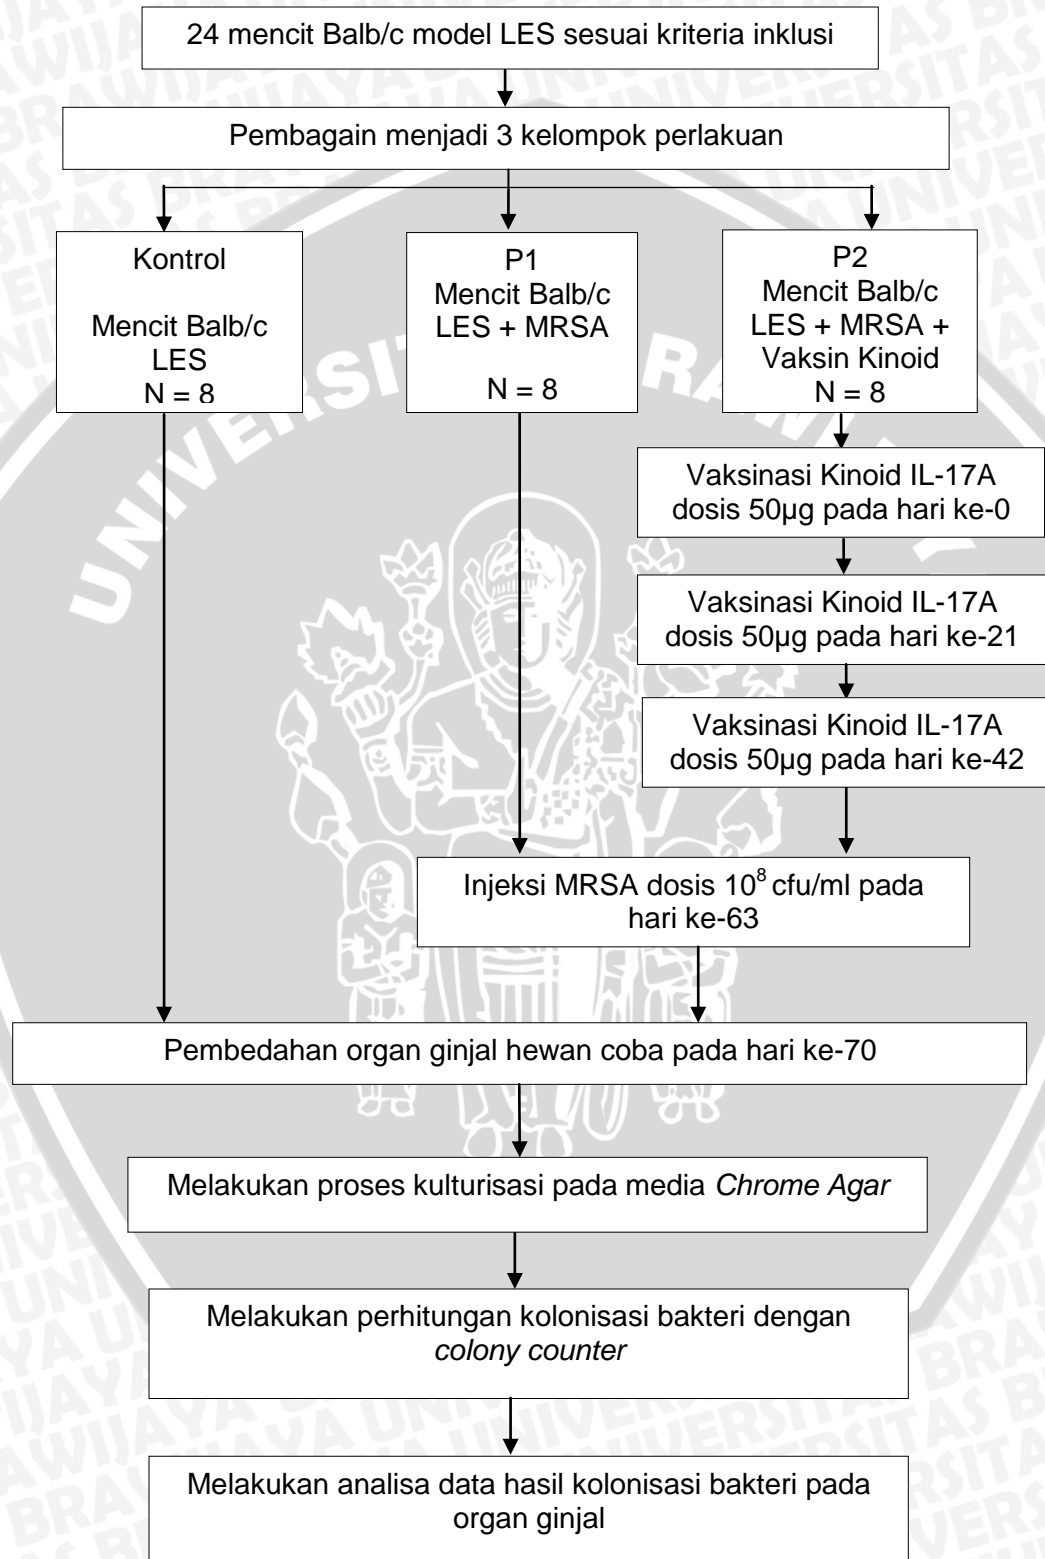 24 mencit Balb/c model LES sesuai kriteria inklusi
Pembagain menjadi 3 kelompok perlakuan
Kontrol
Mencit Balb/c
LES
N = 8
P1
Mencit Balb/c
LES + MRSA
N = 8
P2
Mencit Balb/c
LES + MRSA +
Vaksin Kinoid
N = 8
Vaksinasi Kinoid IL-17A
dosis 50µg pada hari ke-0
Vaksinasi Kinoid IL-17A
dosis 50µg pada hari ke-21
Vaksinasi Kinoid IL-17A
dosis 50µg pada hari ke-42
Injeksi MRSA dosis 10⁸ cfu/ml pada
hari ke-63
Pembedahan organ ginjal hewan coba pada hari ke-70
Melakukan proses kulturisasi pada media Chrome Agar
Melakukan perhitungan kolonisasi bakteri dengan
colony counter
Melakukan analisa data hasil kolonisasi bakteri pada
organ ginjal